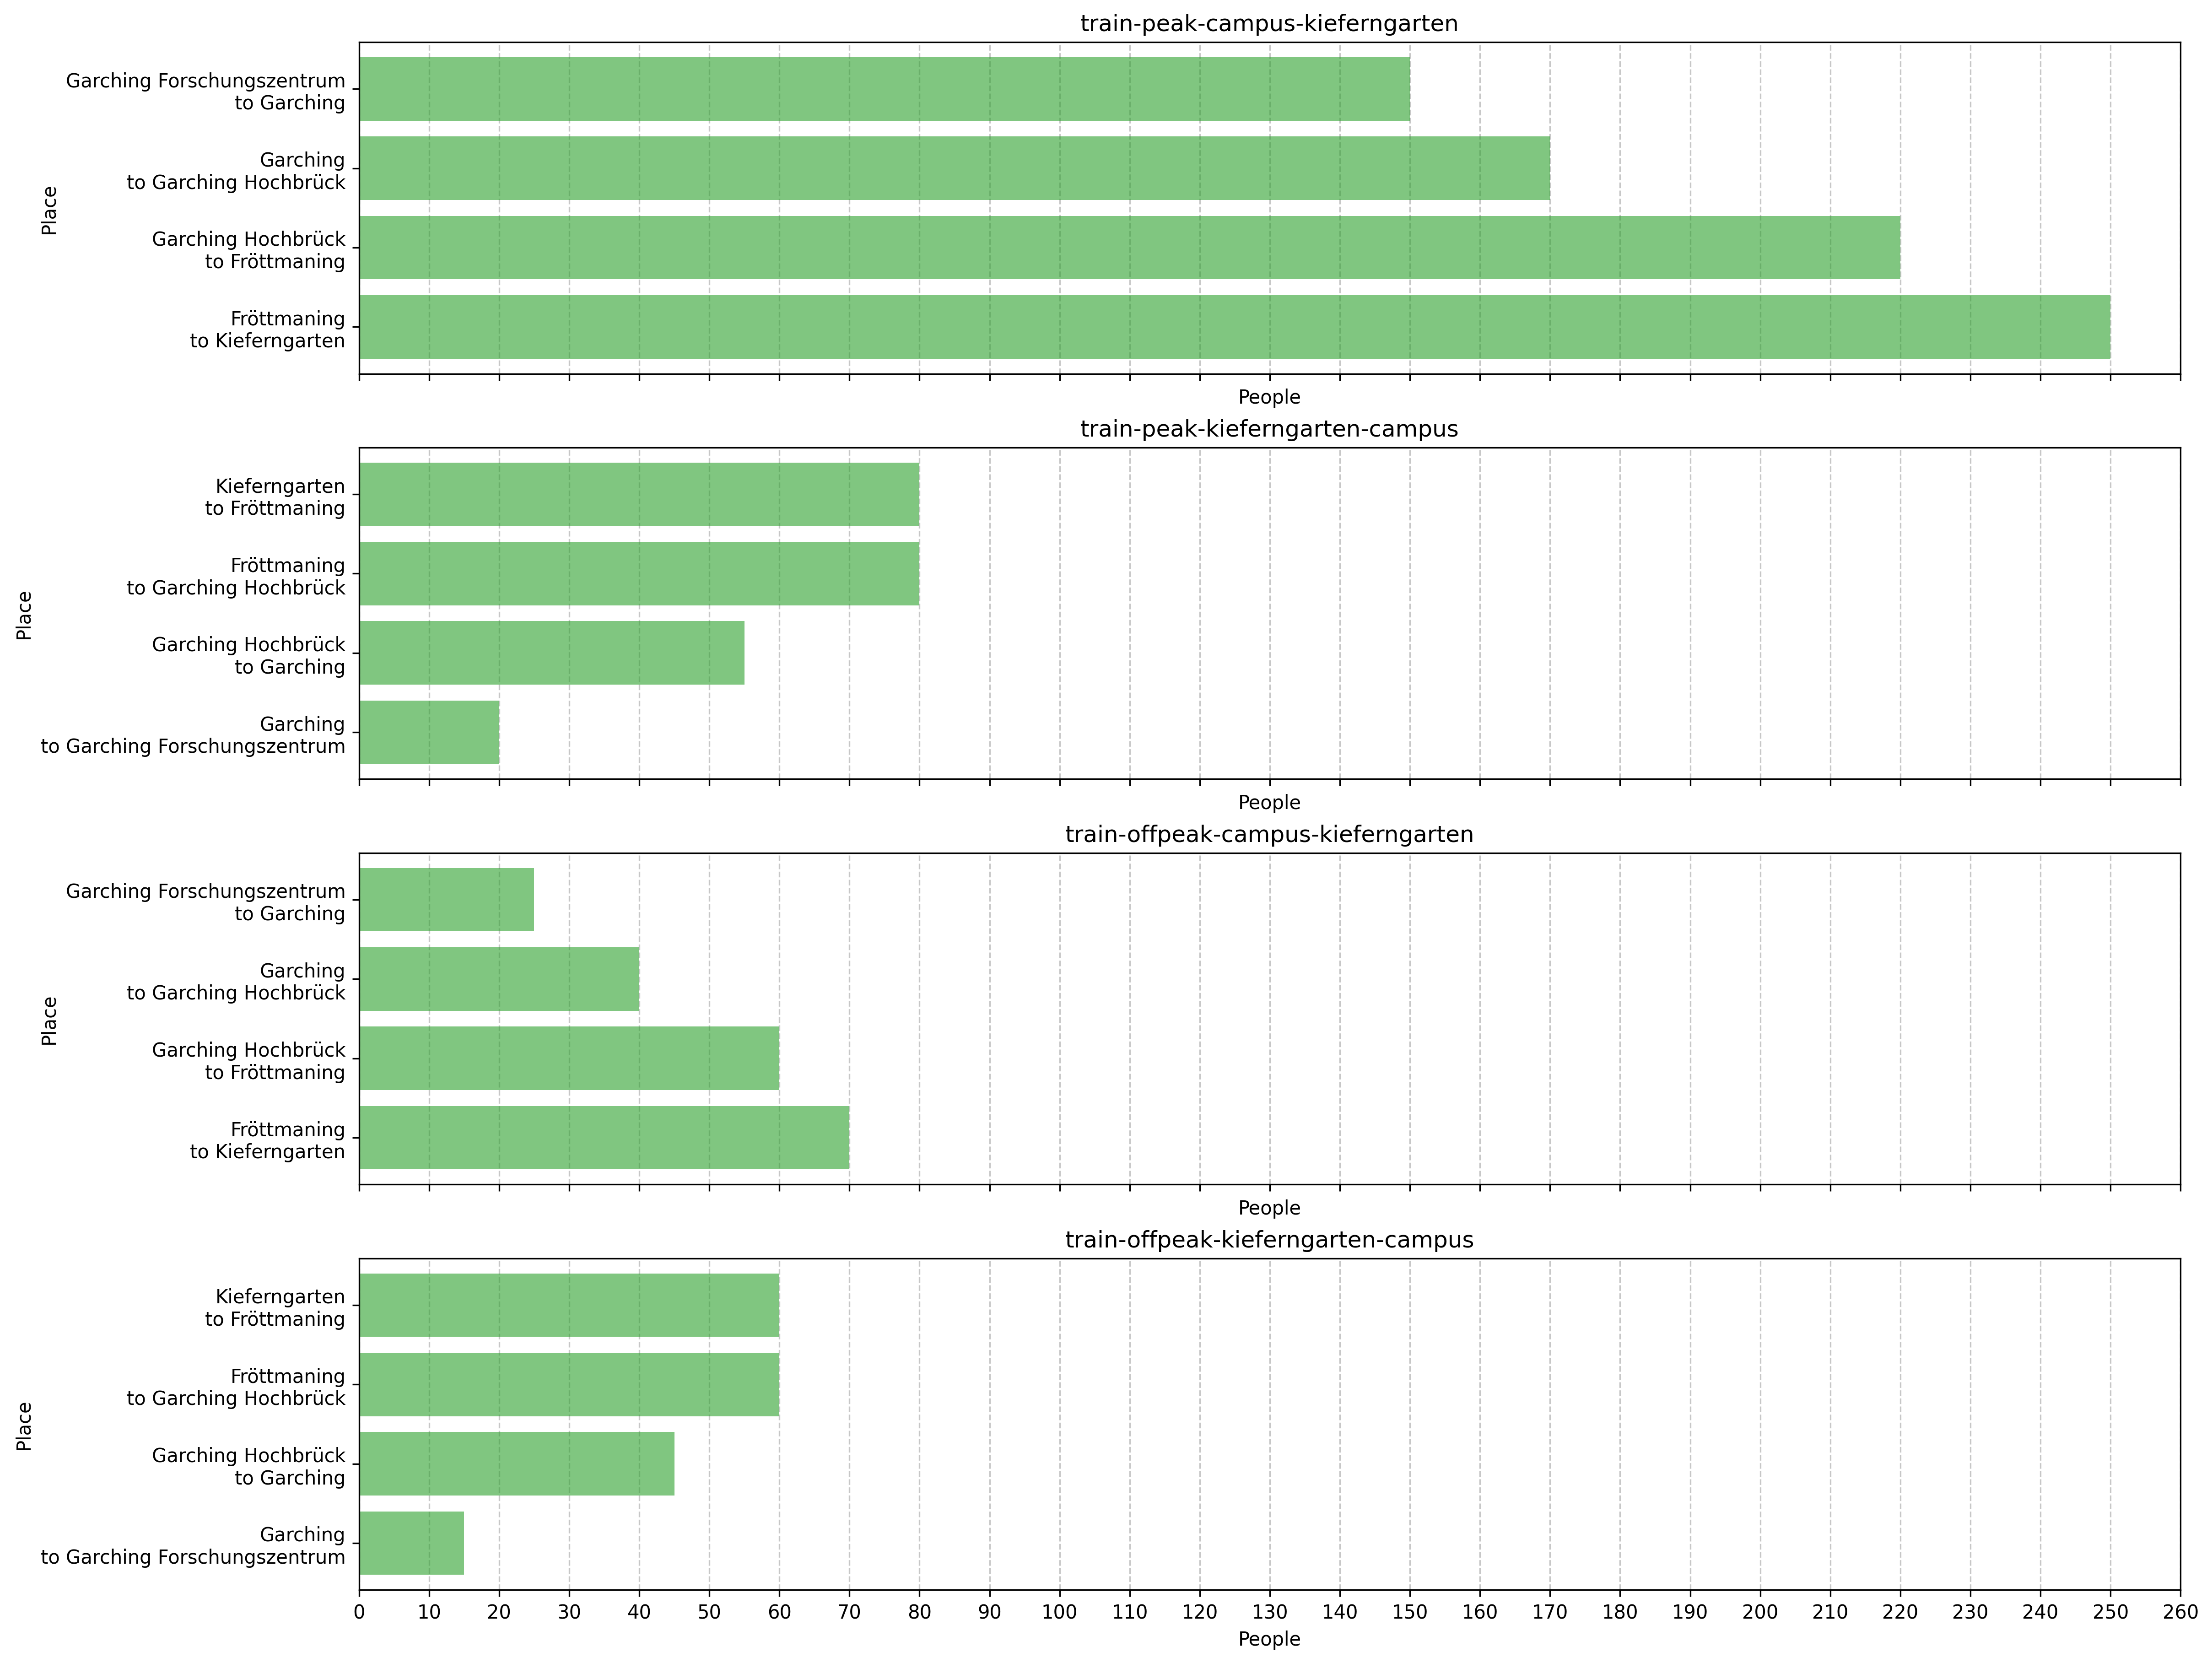 train-peak-campus-kieferngarten
Garching Forschungszentrum
to Garching
Garching
to Garching Hochbrück
Garching Hochbrück
to Fröttmaning
Fröttmaning
to Kieferngarten
Place
People
train-peak-kieferngarten-campus
Kieferngarten
to Fröttmaning
Fröttmaning
to Garching Hochbrück
Garching Hochbrück
to Garching
Garching
to Garching Forschungszentrum
Place
People
train-offpeak-campus-kieferngarten
Garching Forschungszentrum
to Garching
Garching
to Garching Hochbrück
Garching Hochbrück
to Fröttmaning
Fröttmaning
to Kieferngarten
Place
People
train-offpeak-kieferngarten-campus
Kieferngarten
to Fröttmaning
Fröttmaning
to Garching Hochbrück
Garching Hochbrück
to Garching
Garching
to Garching Forschungszentrum
Place
0 10 20 30 40 50 60 70 80 90 100 110 120 130 140 150 160 170 180 190 200 210 220 230 240 250 260
People